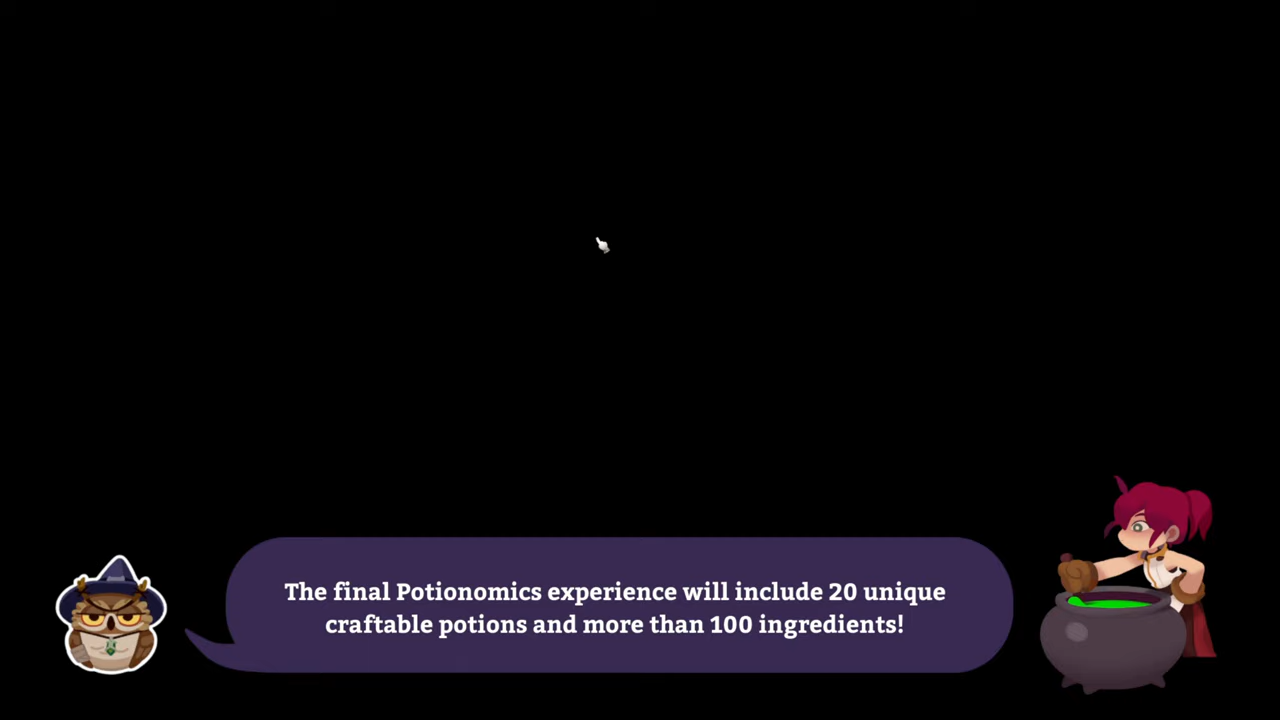 The final Potionomics experience will include 20 unique
craftable potions and more than 100 ingredients!